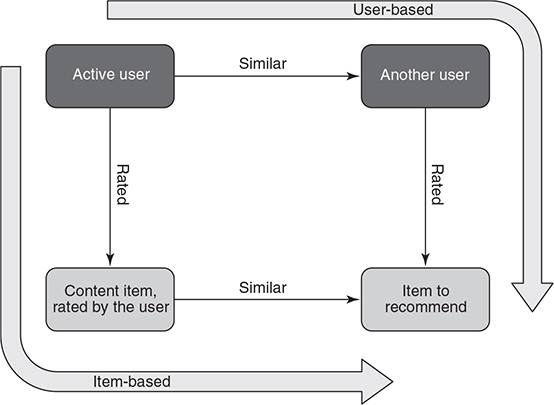 User-based
Active user
Similar
Another user
Rated
Rated
Content item,
rated by the user
Similar
Item to
recommend
Item-based